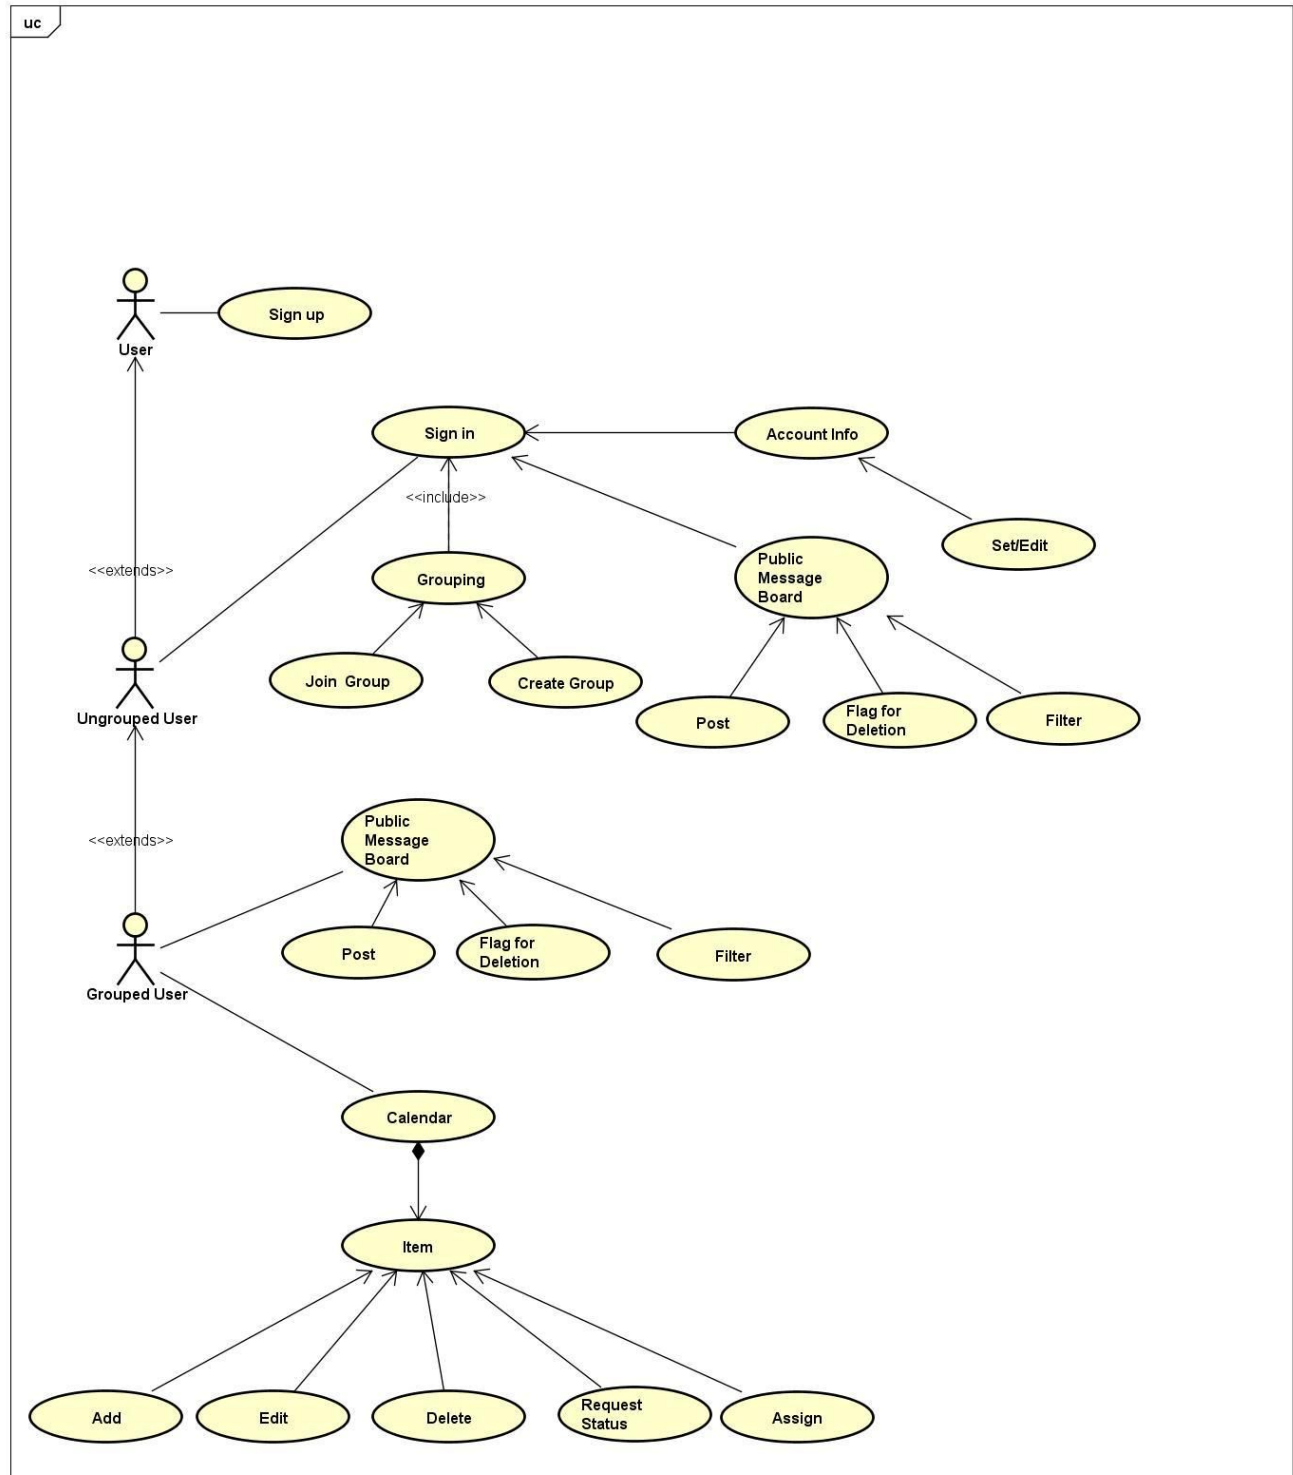 uc
Sign up
User
Sign in
Account Info
<<include>>
Set/Edit
Public
Message
Board
<<extends>>
Grouping
Join  Group
Create Group
Ungrouped User
Post
Flag for
Deletion
Filter
<<extends>>
Public
Message
Board
Post
Flag for
Deletion
Filter
Grouped User
Calendar
Item
Add
Edit
Delete
Request
Status
Assign